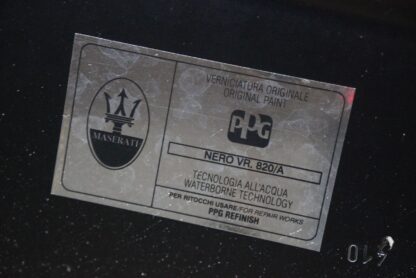 MASERATI
VERNICIATURA ORIGINALE
ORIGINAL PAINT
PPG
NERO VR. 820/A
TECNOLOGIA ALL'ACQUA
WATERBORNE TECHNOLOGY
PER RITOCCHI USARE/FOR REPAIR WORKS
PPG REFINISH